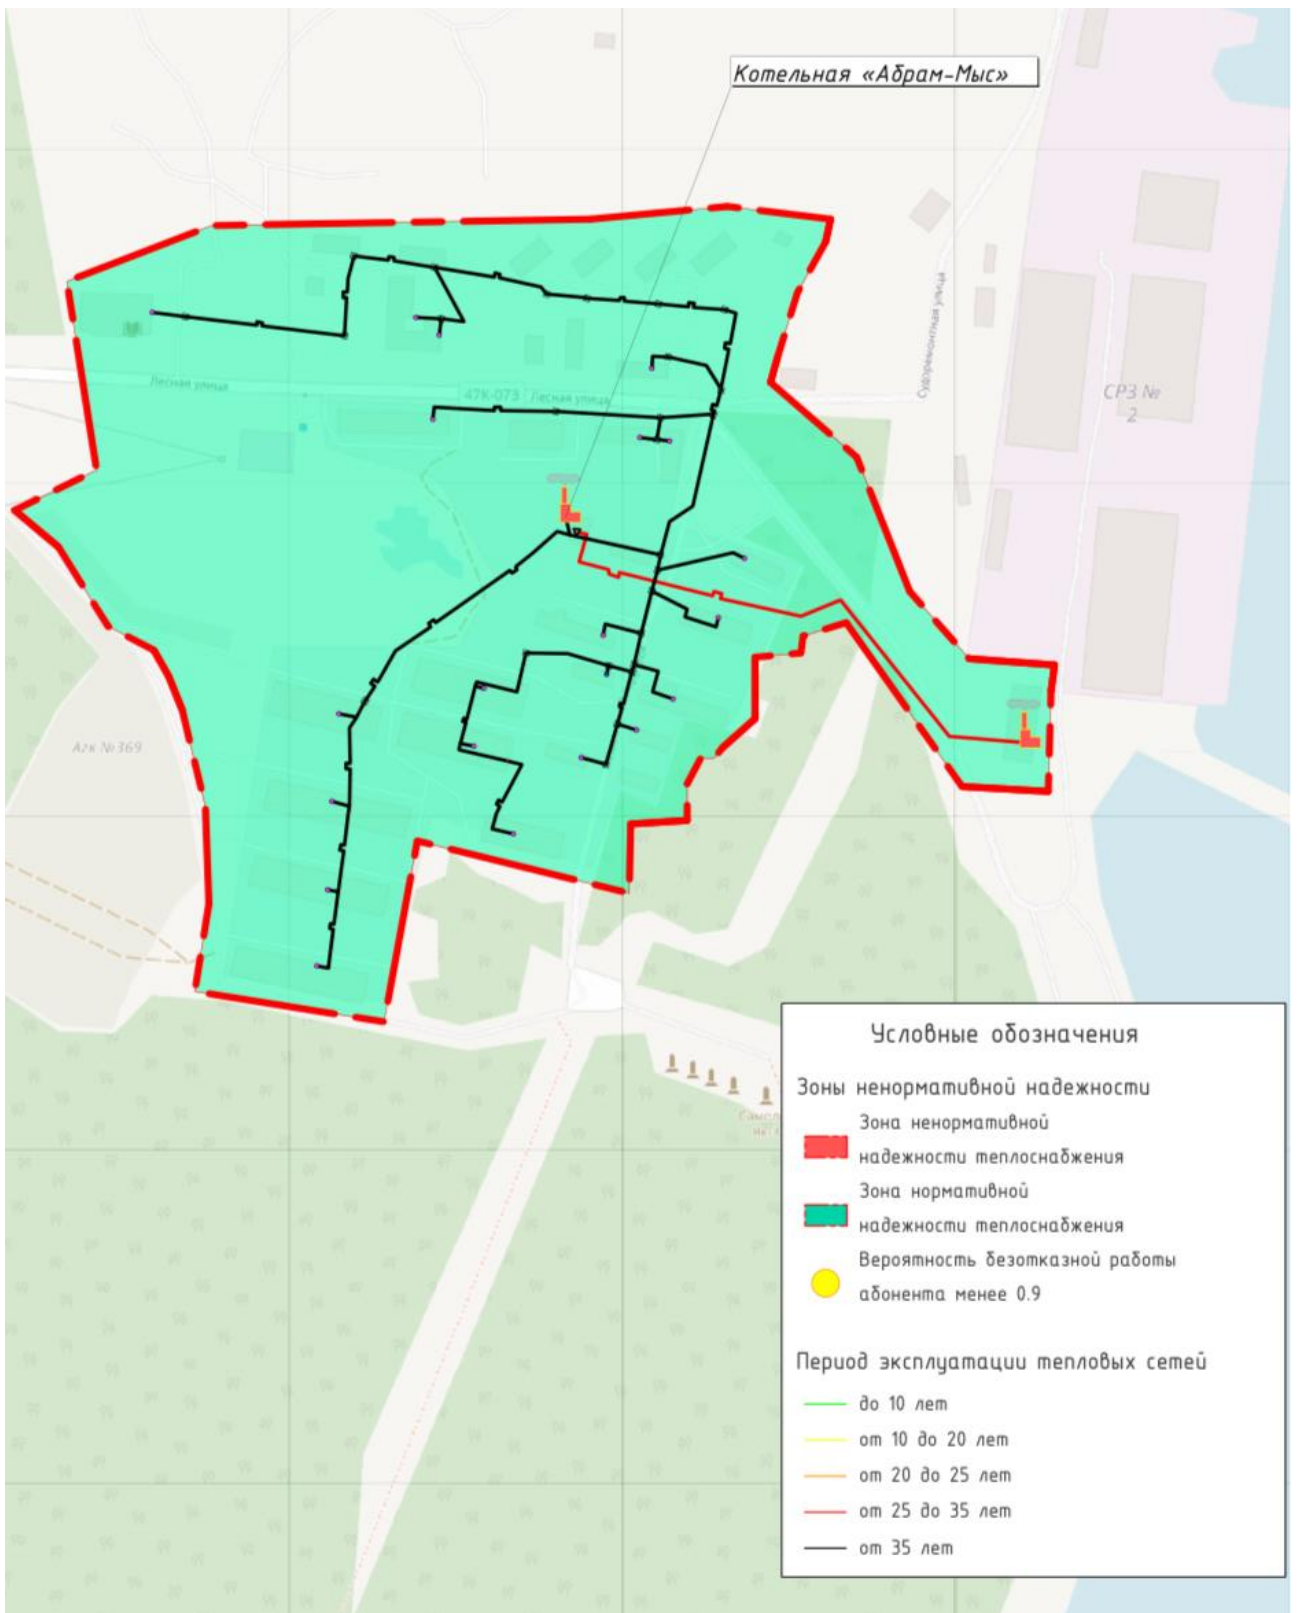 Котельная «Абрам-Мыс»
Судоремонтная улица
СРЗ №
2
Лесная улица
47К-073
Лесная улица
Агк №369
Условные обозначения
Зоны ненормативной надежности
Зона ненормативной
надежности теплоснабжения
Зона нормативной
надежности теплоснабжения
Вероятность безотказной работы
абонента менее 0.9
Период эксплуатации тепловых сетей
до 10 лет
от 10 до 20 лет
от 20 до 25 лет
от 25 до 35 лет
от 35 лет